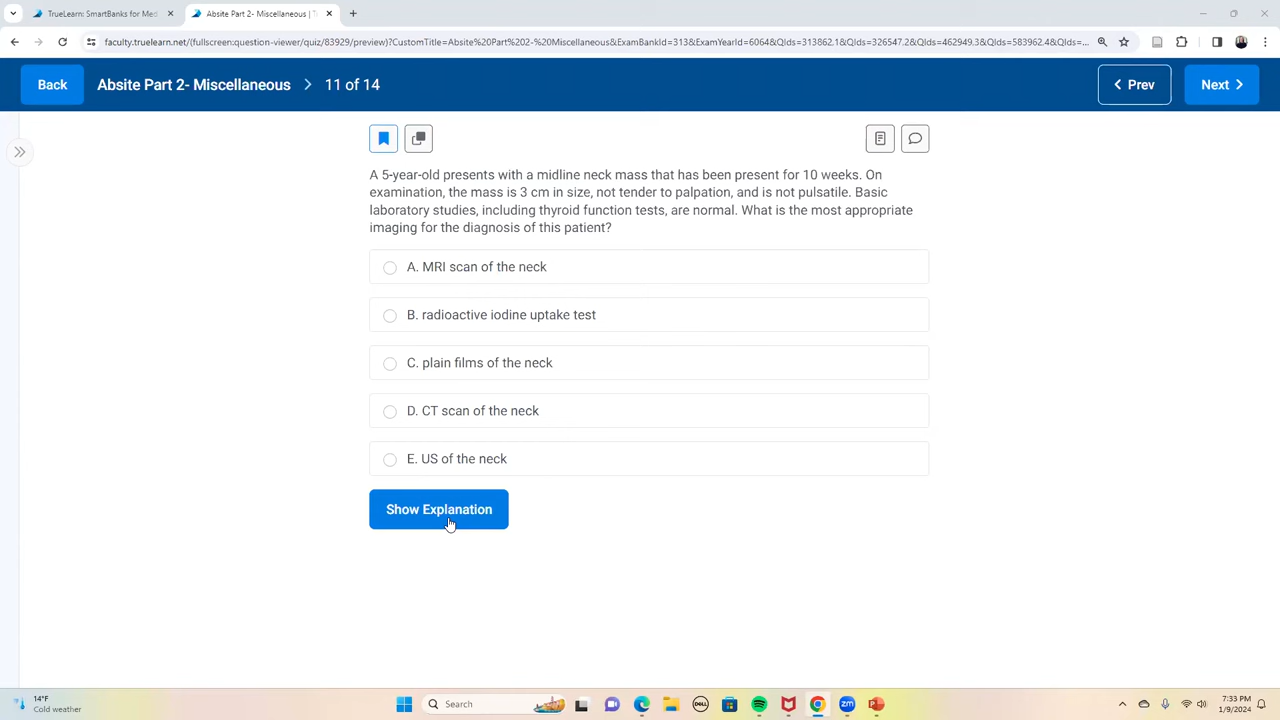 TrueLearn: SmartBanks for Med
Absite Part 2- Miscellaneous | T
faculty.truelearn.net/(fullscreen:question-viewer/quiz/83929/preview)?CustomTitle=Absite%20Part%202-%20Miscellaneous&ExamBankId=313&ExamYearId=6064&QIds=313862.1&QIds=326547.2&QIds=462949.3&QIds=583962.4&QIds=...
Back
Absite Part 2- Miscellaneous > 11 of 14
Prev
Next
A 5-year-old presents with a midline neck mass that has been present for 10 weeks. On
examination, the mass is 3 cm in size, not tender to palpation, and is not pulsatile. Basic
laboratory studies, including thyroid function tests, are normal. What is the most appropriate
imaging for the diagnosis of this patient?
A. MRI scan of the neck
B. radioactive iodine uptake test
C. plain films of the neck
D. CT scan of the neck
E. US of the neck
Show Explanation
14°F
Cold weather
Search
DELL
zm
7:33 PM
1/9/2024